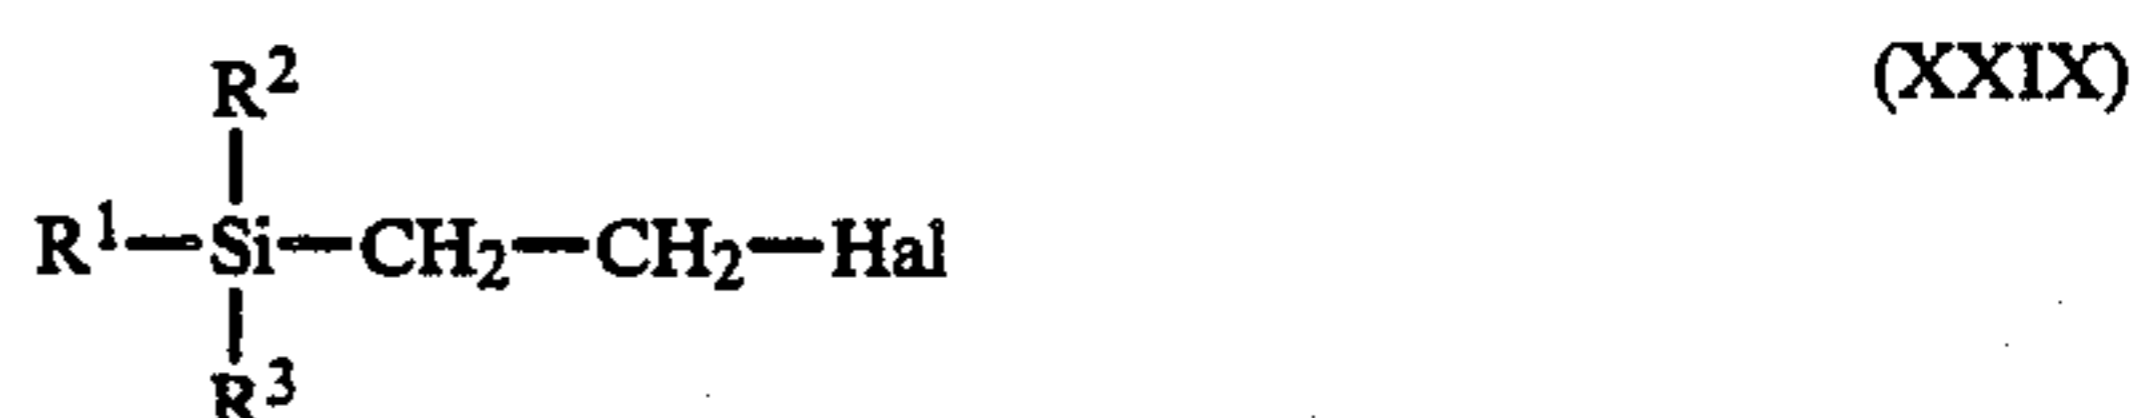 R² (XXIX)
R¹—Si—CH₂—CH₂—Hal
R³